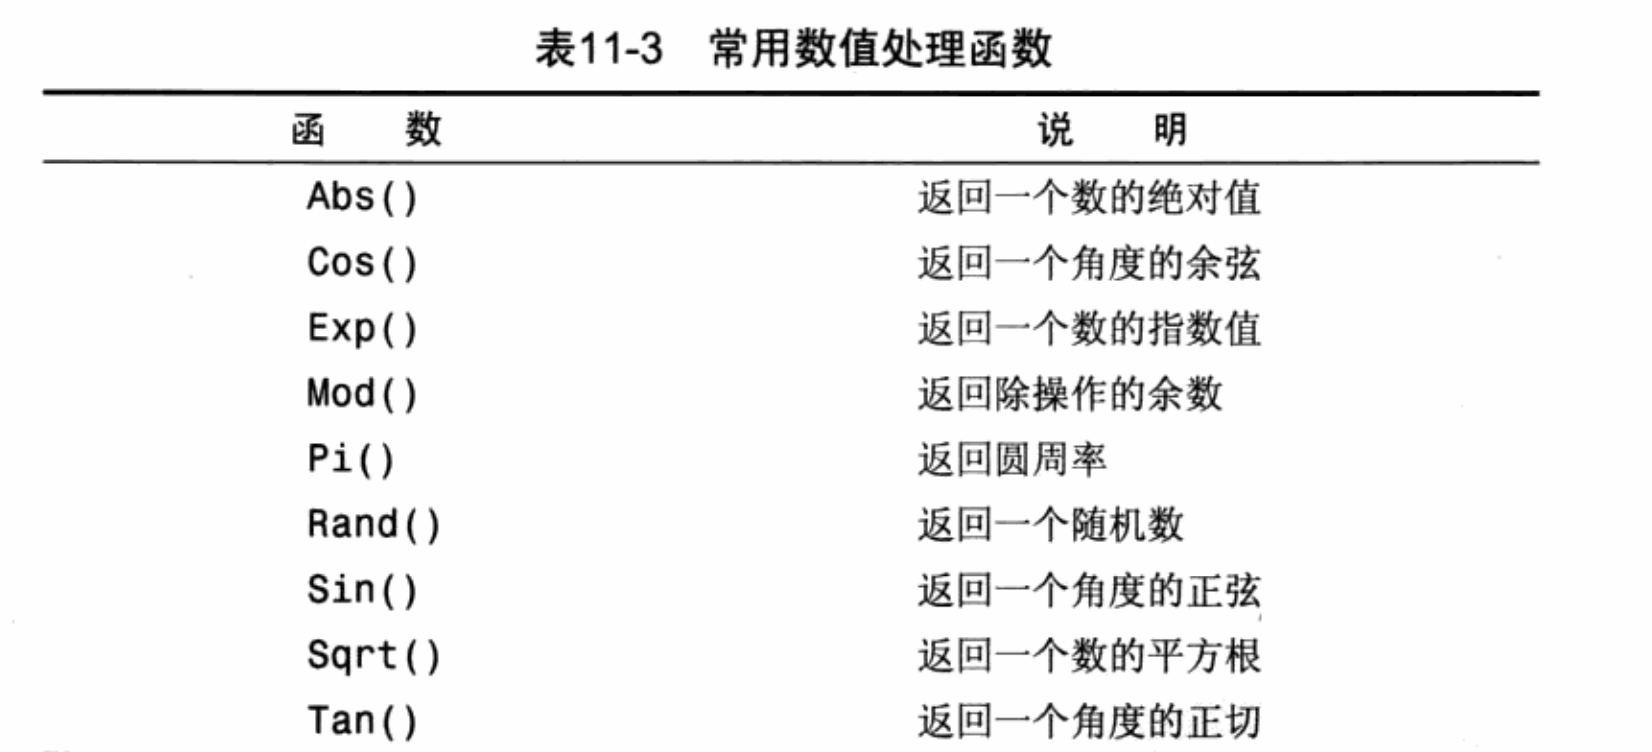 表11-3 常用数值处理函数
函 数 说 明
Abs() 返回一个数的绝对值
Cos() 返回一个角度的余弦
Exp() 返回一个数的指数值
Mod() 返回除操作的余数
Pi() 返回圆周率
Rand() 返回一个随机数
Sin() 返回一个角度的正弦
Sqrt() 返回一个数的平方根
Tan() 返回一个角度的正切